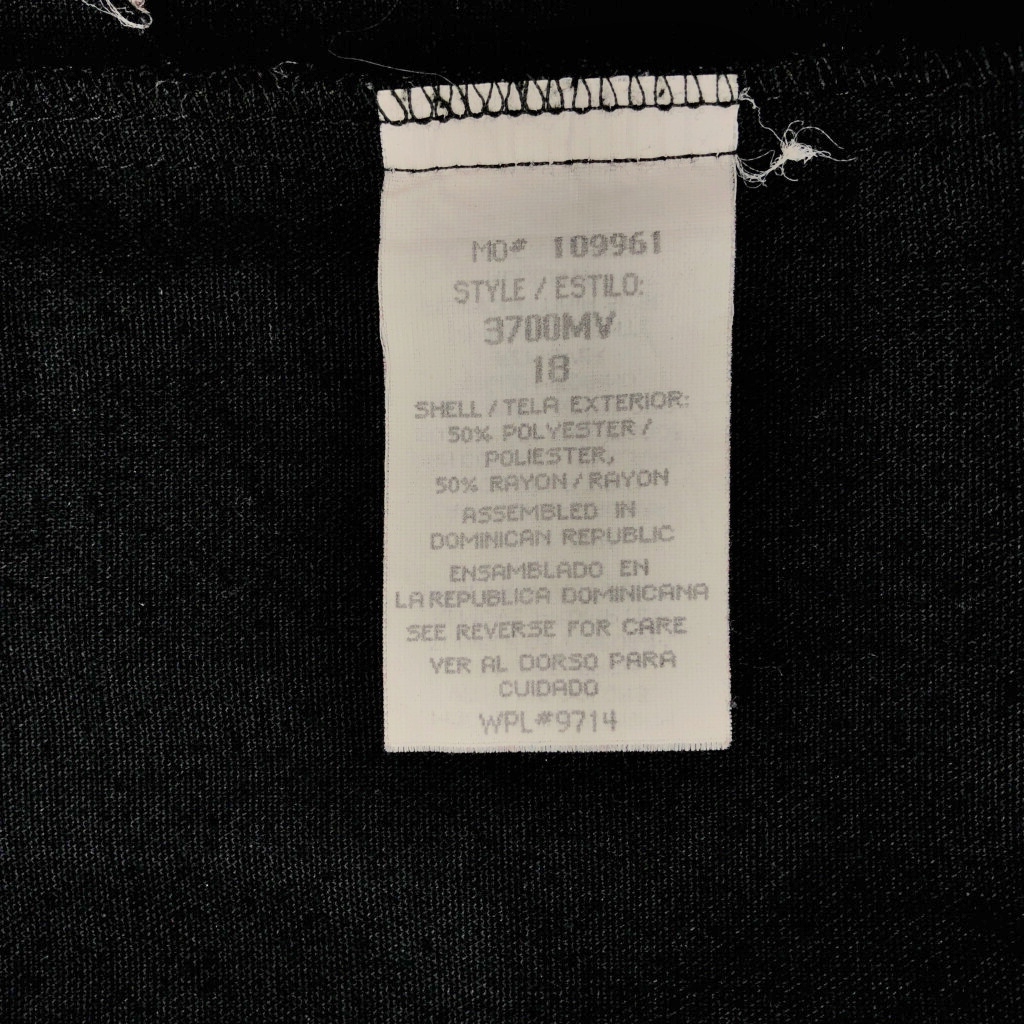 MO# 109961
STYLE / ESTILO:
3700MV
18
SHELL / TELA EXTERIOR:
50% POLYESTER /
POLIESTER,
50% RAYON / RAYON
ASSEMBLED IN
DOMINICAN REPUBLIC
ENSAMBLADO EN
LA REPUBLICA DOMINICANA
SEE REVERSE FOR CARE
VER AL DORSO PARA
CUIDADO
WPL#9714